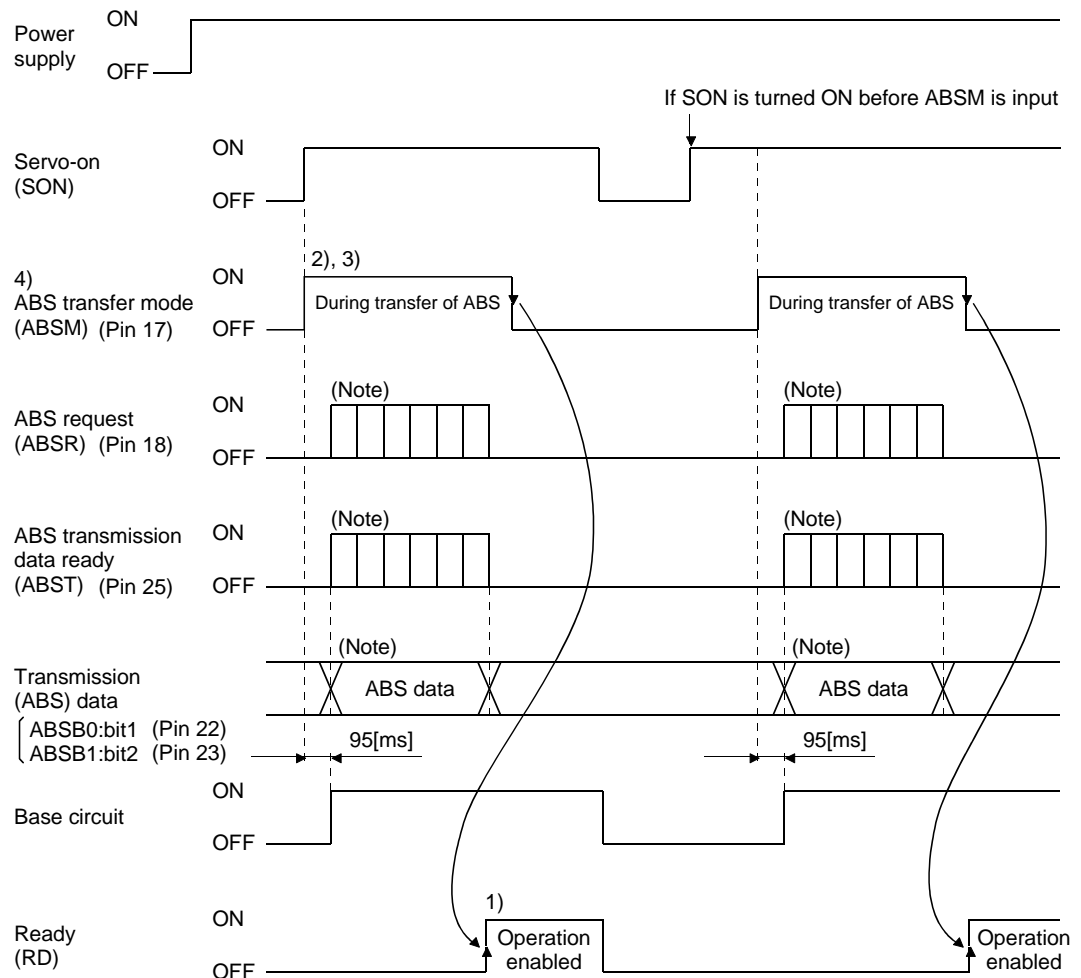 Power
supply
ON
OFF
If SON is turned ON before ABSM is input
Servo-on
(SON)
ON
OFF
4)
ABS transfer mode
(ABSM) (Pin 17)
ON
OFF
2), 3)
During transfer of ABS
During transfer of ABS
ABS request
(ABSR) (Pin 18)
ON
OFF
(Note)
(Note)
ABS transmission
data ready
(ABST) (Pin 25)
ON
OFF
(Note)
(Note)
Transmission
(ABS) data
ABSB0:bit1 (Pin 22)
ABSB1:bit2 (Pin 23)
(Note)
ABS data
(Note)
ABS data
95[ms]
95[ms]
Base circuit
ON
OFF
Ready
(RD)
ON
OFF
1)
Operation
enabled
Operation
enabled